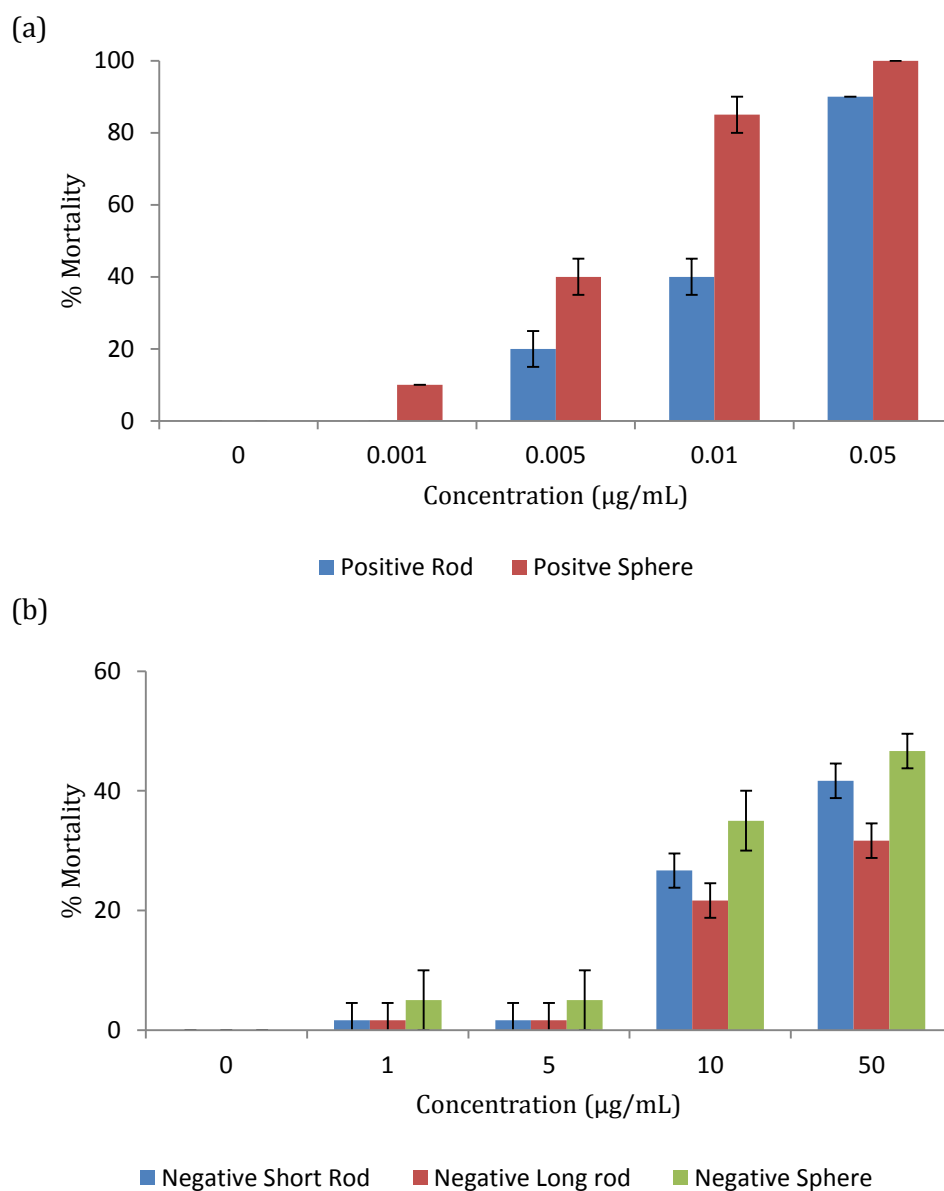 (a)
100
80
60
40
20
0
% Mortality
0 0.001 0.005 0.01 0.05
Concentration (µg/mL)
Positive Rod Positve Sphere
(b)
60
40
20
0
% Mortality
0 1 5 10 50
Concentration (µg/mL)
Negative Short Rod Negative Long rod Negative Sphere